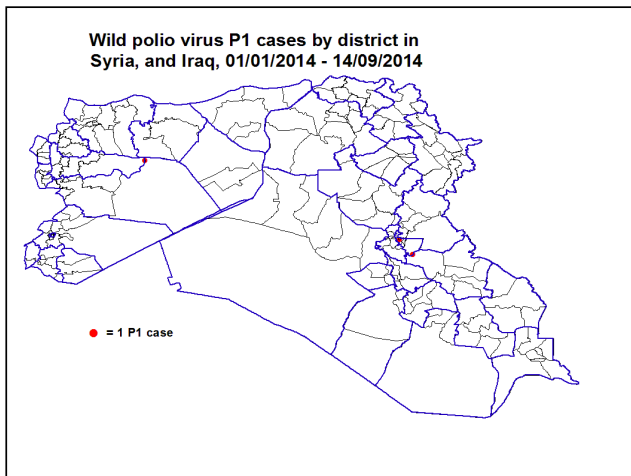 Wild polio virus P1 cases by district in
Syria, and Iraq, 01/01/2014 - 14/09/2014
= 1 P1 case